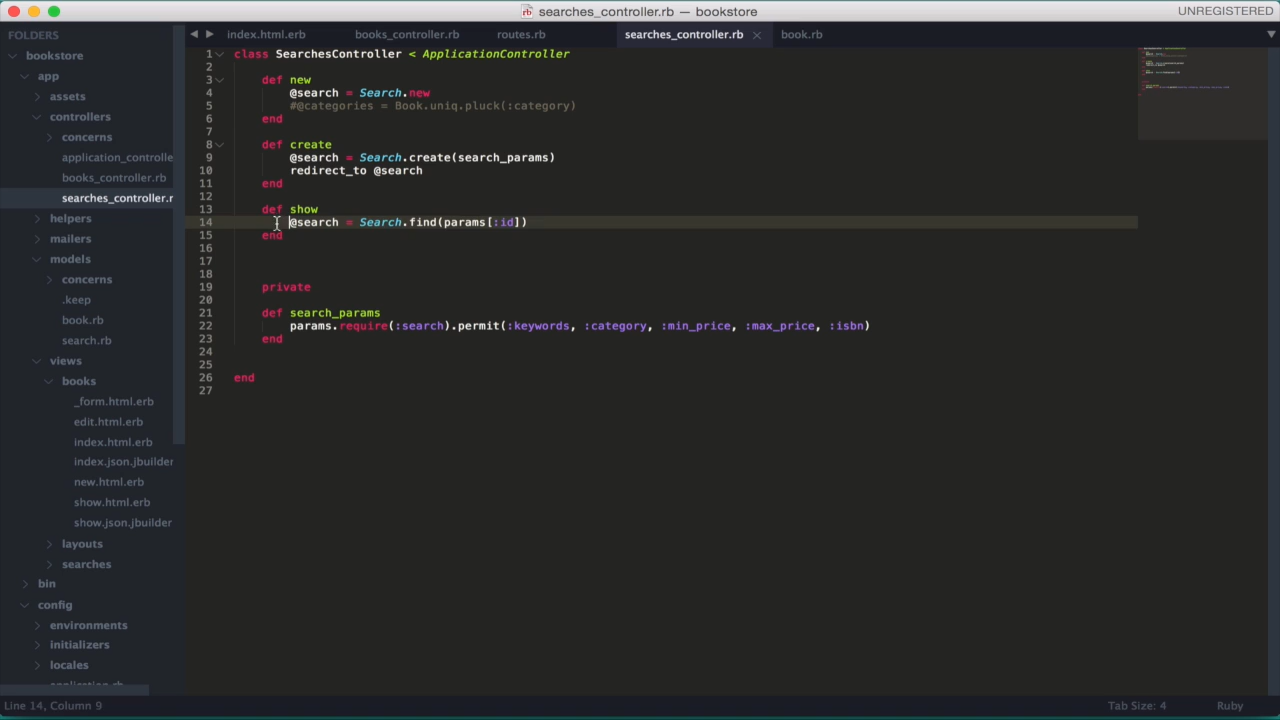 searches_controller.rb — bookstore
UNREGISTERED
FOLDERS
bookstore
app
assets
controllers
concerns
application_controlle
books_controller.rb
searches_controller.r
helpers
mailers
models
concerns
.keep
book.rb
search.rb
views
books
_form.html.erb
edit.html.erb
index.html.erb
index.json.jbuilder
new.html.erb
show.html.erb
show.json.jbuilder
layouts
searches
bin
config
environments
initializers
locales
application.rb
index.html.erb books_controller.rb routes.rb searches_controller.rb book.rb
1 class SearchesController < ApplicationController
2
3 def new
4 @search = Search.new
5 #@categories = Book.uniq.pluck(:category)
6 end
7
8 def create
9 @search = Search.create(search_params)
10 redirect_to @search
11 end
12
13 def show
14 @search = Search.find(params[:id])
15 end
16
17
18
19 private
20
21 def search_params
22 params.require(:search).permit(:keywords, :category, :min_price, :max_price, :isbn)
23 end
24
25
26 end
27
Line 14, Column 9
Tab Size: 4
Ruby